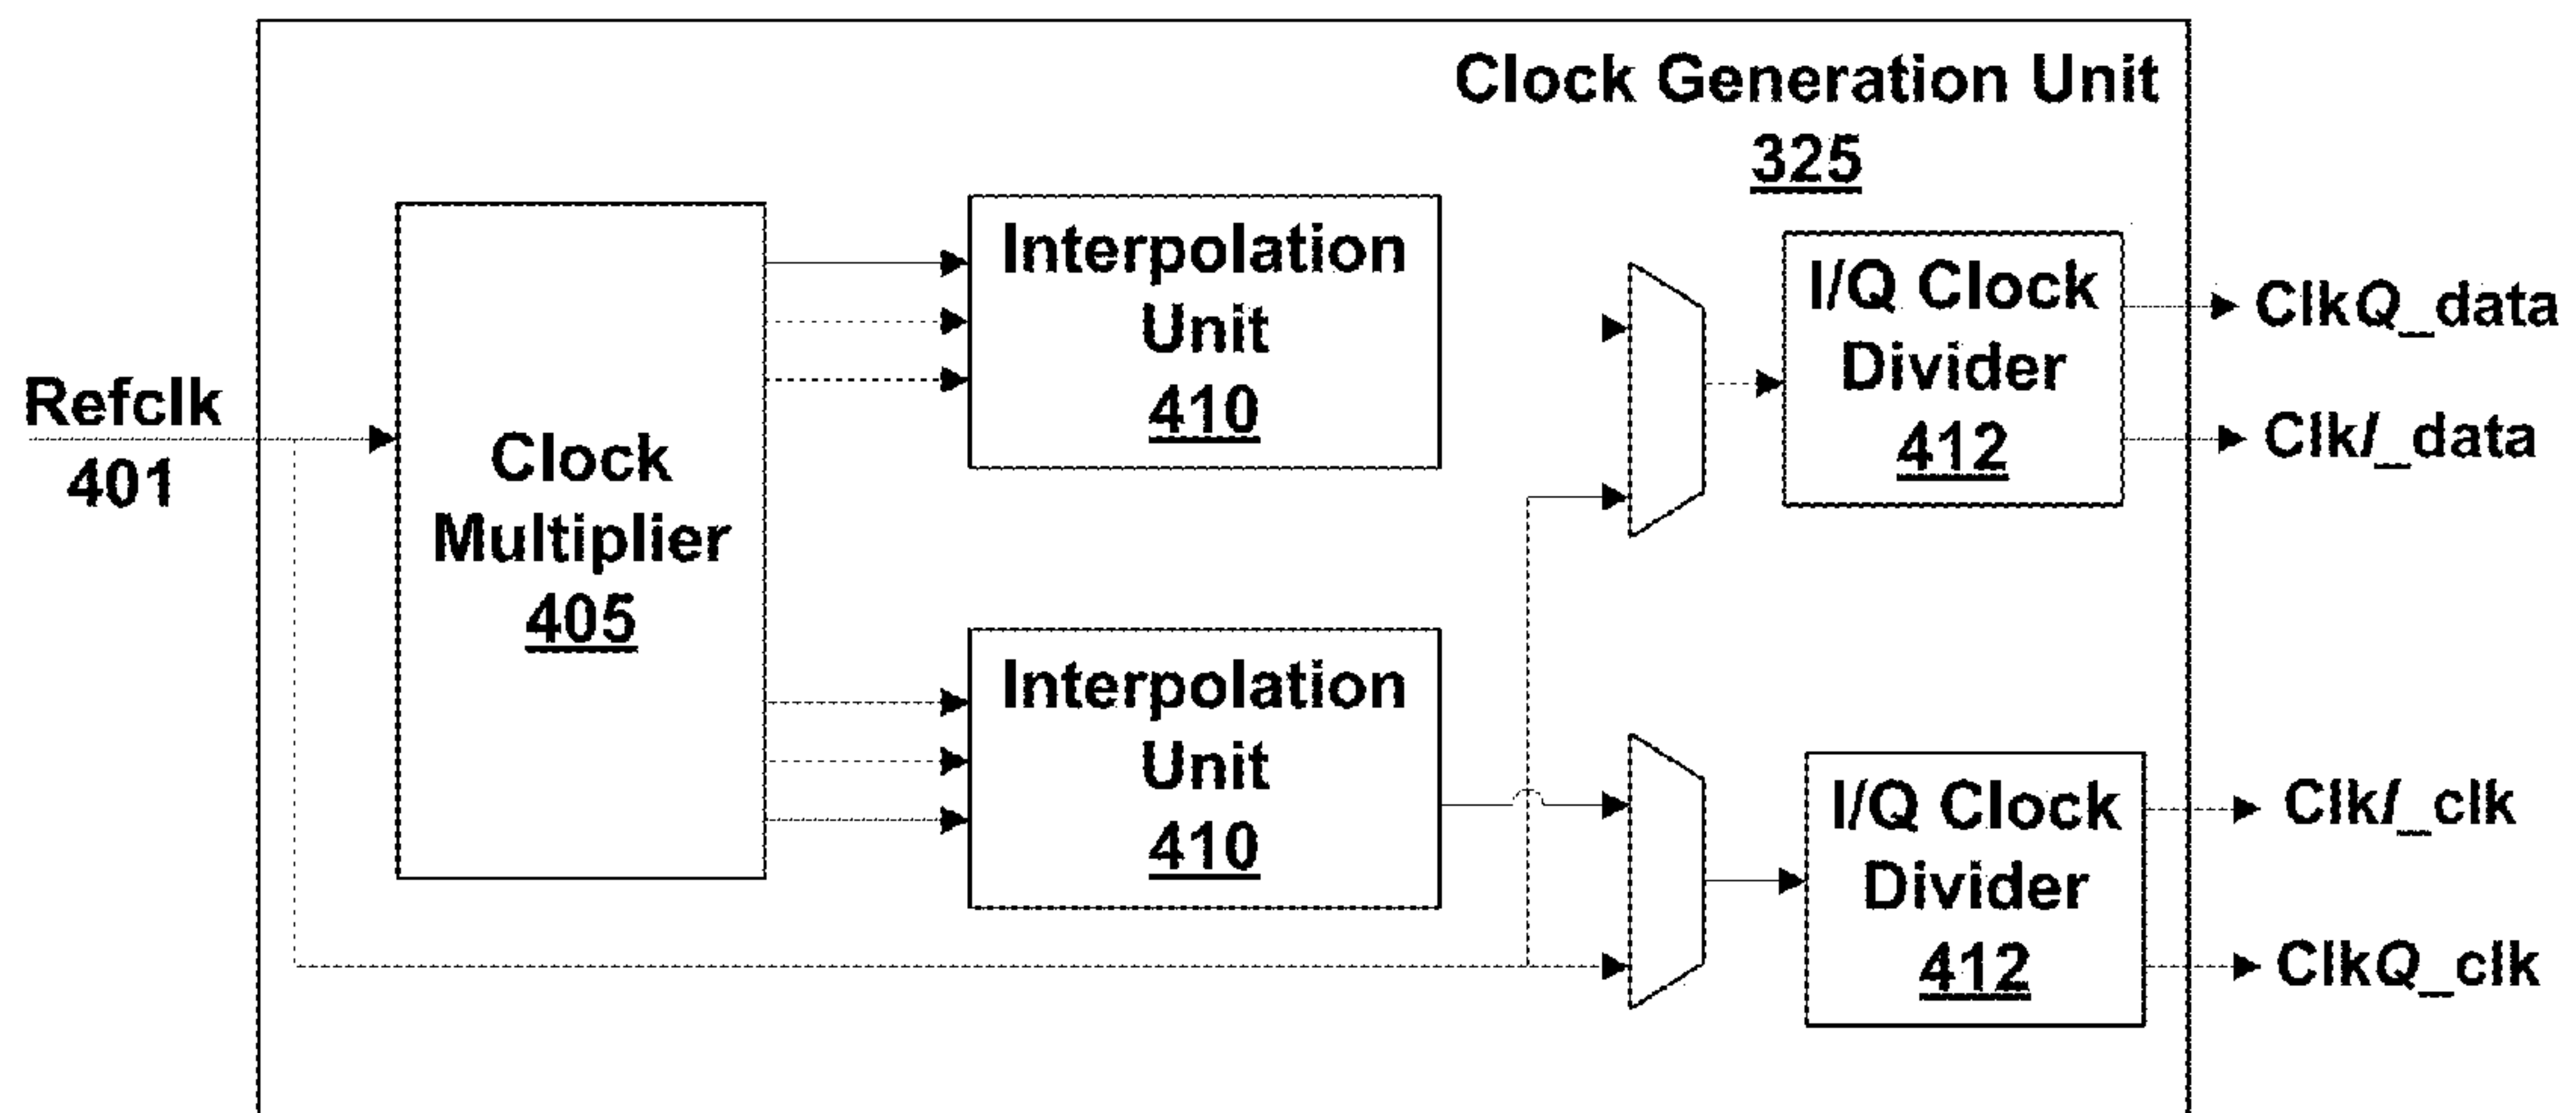 Clock Generation Unit
325
Refclk
401
Clock
Multiplier
405
Interpolation
Unit
410
Interpolation
Unit
410
I/Q Clock
Divider
412
ClkQ_data
ClkI_data
I/Q Clock
Divider
412
ClkI_clk
ClkQ_clk